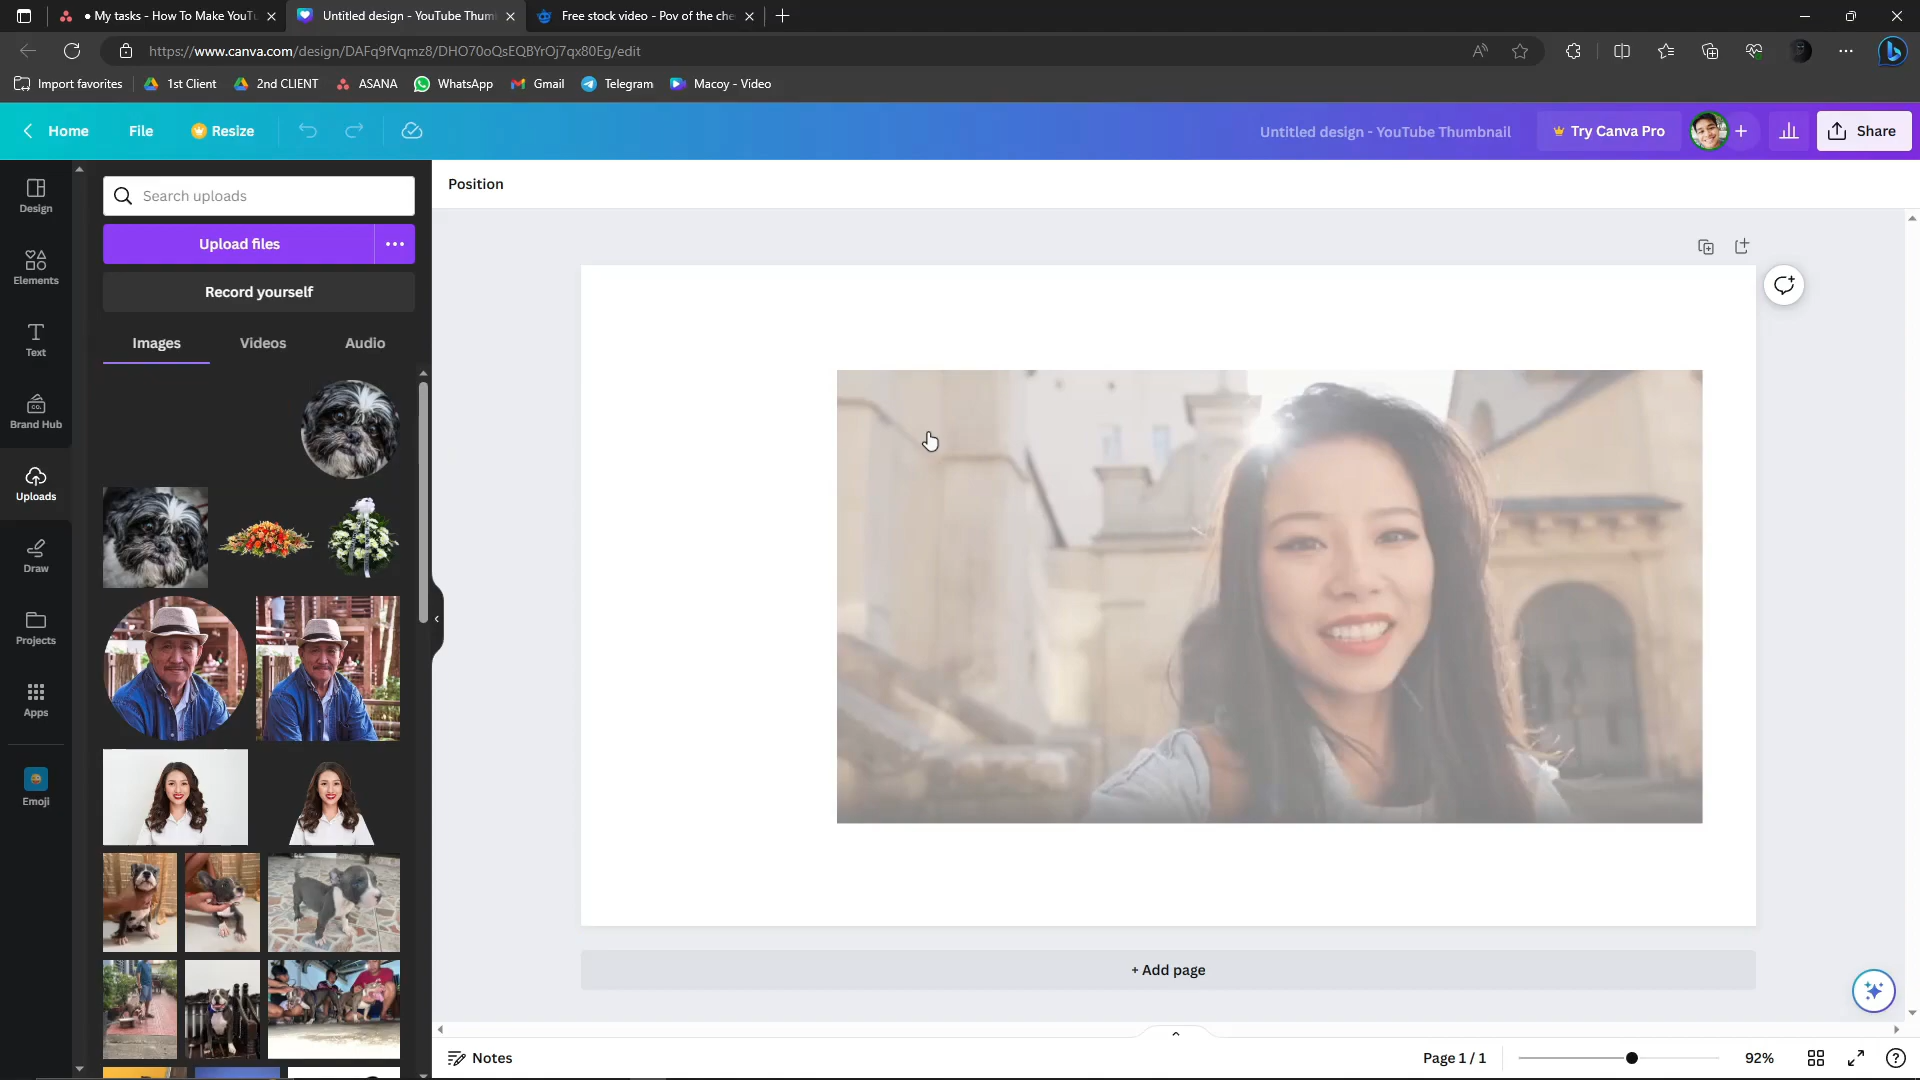 • My tasks - How To Make YouTu
Untitled design - YouTube Thum
Free stock video - Pov of the che
https://www.canva.com/design/DAFq9fVqmz8/DHO70oQsEQBYrOj7qx80Eg/edit
Import favorites
1st Client
2nd CLIENT
ASANA
WhatsApp
Gmail
Telegram
Macoy - Video
Home
File
Resize
Untitled design - YouTube Thumbnail
Try Canva Pro
Share
Design
Elements
Text
Brand Hub
Uploads
Draw
Projects
Apps
Emoji
Search uploads
Upload files
Record yourself
Images
Videos
Audio
Position
+ Add page
Notes
Page 1 / 1
92%